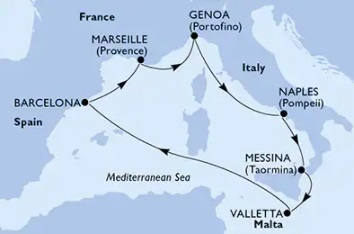 France
GENOA
(Portofino)
MARSEILLE
(Provence)
Italy
BARCELONA
Spain
NAPLES
(Pompeii)
MESSINA
(Taormina)
Mediterranean Sea
VALLETTA
Malta